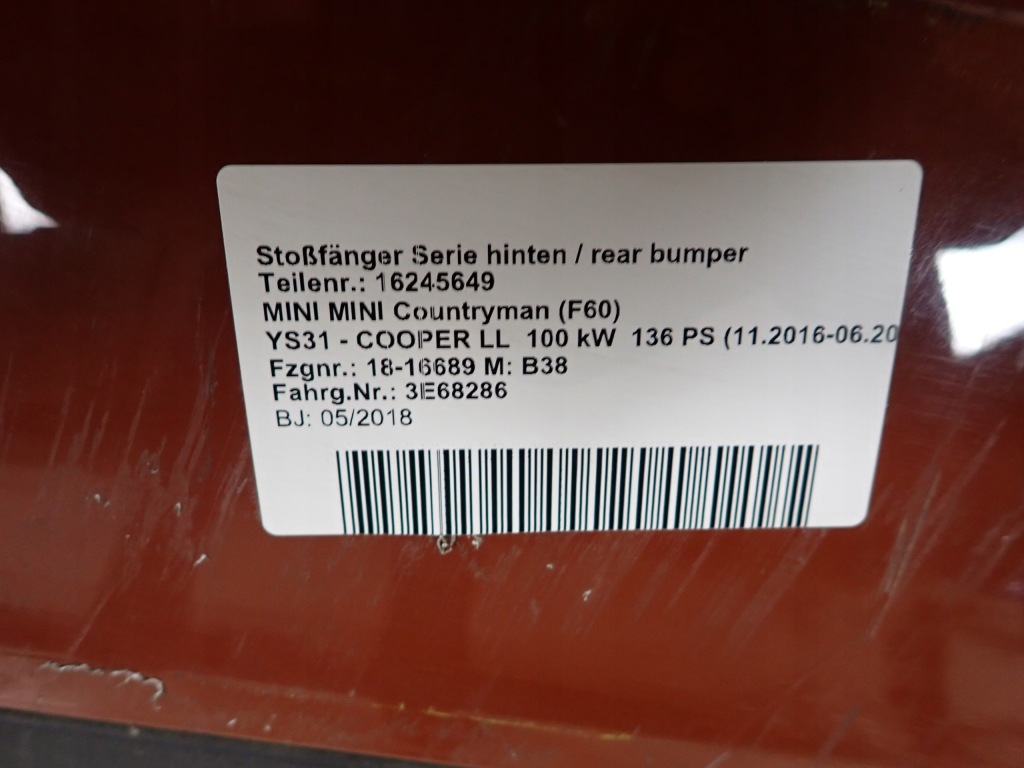 Stoßfänger Serie hinten / rear bumper
Teilenr.: 16245649
MINI MINI Countryman (F60)
YS31 - COOPER LL 100 kW 136 PS (11.2016-06.20
Fzgnr.: 18-16689 M: B38
Fahrg.Nr.: 3E68286
BJ: 05/2018